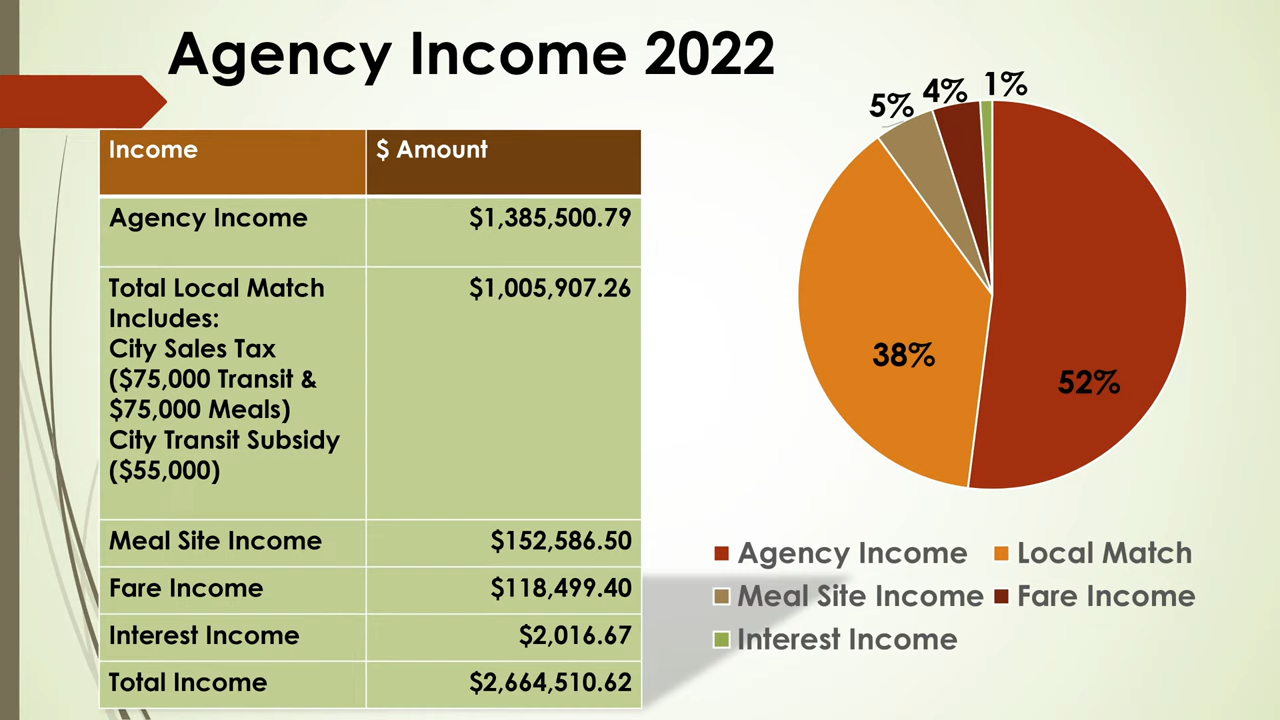 Agency Income 2022
Income $ Amount
Agency Income $1,385,500.79
Total Local Match $1,005,907.26
Includes:
City Sales Tax
($75,000 Transit &
$75,000 Meals)
City Transit Subsidy
($55,000)
Meal Site Income $152,586.50
Fare Income $118,499.40
Interest Income $2,016.67
Total Income $2,664,510.62
5% 4% 1%
38% 52%
Agency Income Local Match
Meal Site Income Fare Income
Interest Income